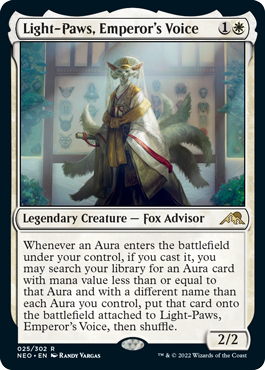 Light-Paws, Emperor's Voice 1
Legendary Creature — Fox Advisor
Whenever an Aura enters the battlefield
under your control, if you cast it, you
may search your library for an Aura card
with mana value less than or equal to
that Aura and with a different name than
each Aura you control, put that card onto
the battlefield attached to Light-Paws,
Emperor's Voice, then shuffle.
2/2
025/302 R
NEO • EN RANDY VARGAS
™ & © 2022 Wizards of the Coast